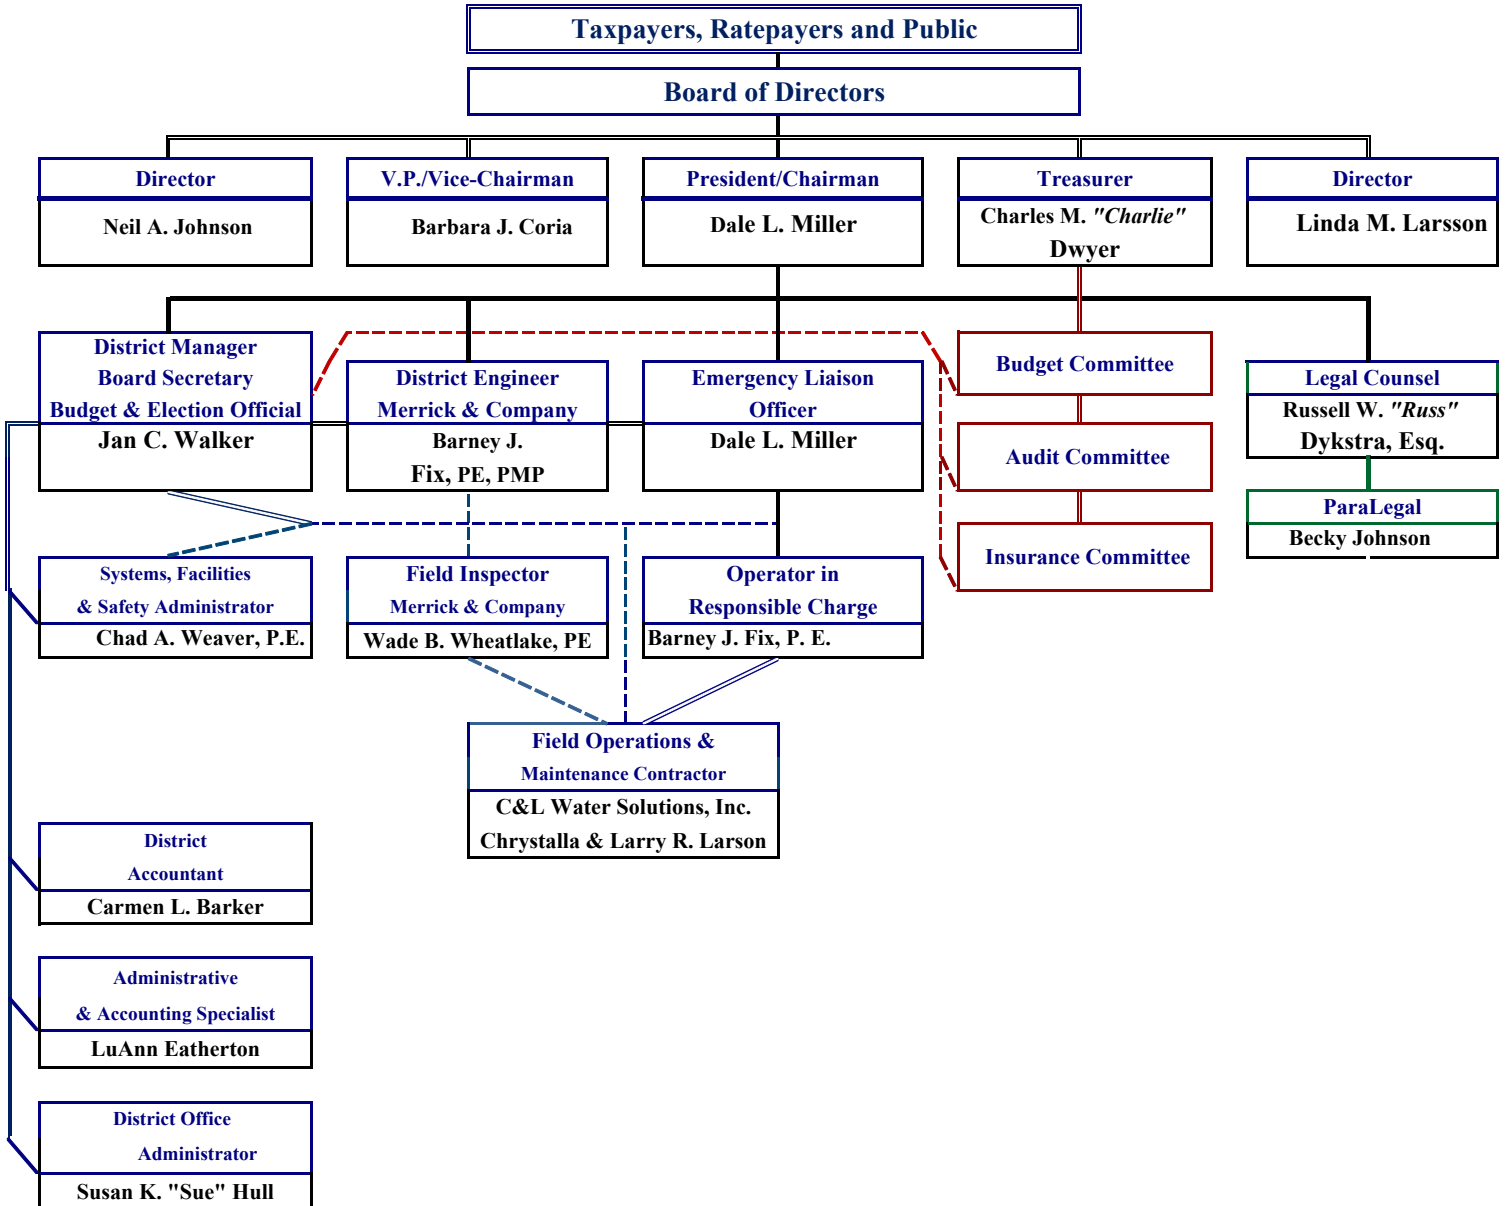 Taxpayers, Ratepayers and Public
Board of Directors
Director
Neil A. Johnson
V.P./Vice-Chairman
Barbara J. Coria
President/Chairman
Dale L. Miller
Treasurer
Charles M. "Charlie"
Dwyer
Director
Linda M. Larsson
District Manager
Board Secretary
Budget & Election Official
Jan C. Walker
District Engineer
Merrick & Company
Barney J.
Fix, PE, PMP
Emergency Liaison
Officer
Dale L. Miller
Budget Committee
Audit Committee
Insurance Committee
Legal Counsel
Russell W. "Russ"
Dykstra, Esq.
ParaLegal
Becky Johnson
Systems, Facilities
& Safety Administrator
Chad A. Weaver, P.E.
Field Inspector
Merrick & Company
Wade B. Wheatlake, PE
Operator in
Responsible Charge
Barney J. Fix, P. E.
Field Operations &
Maintenance Contractor
C&L Water Solutions, Inc.
Chrystalla & Larry R. Larson
District
Accountant
Carmen L. Barker
Administrative
& Accounting Specialist
LuAnn Eatherton
District Office
Administrator
Susan K. "Sue" Hull